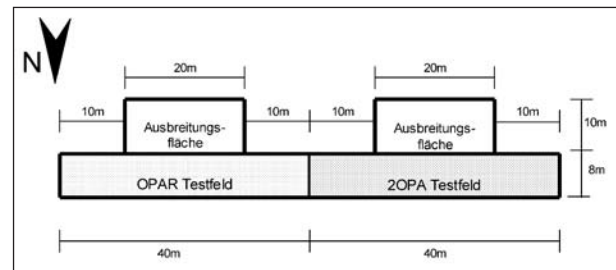 N
20m
20m
10m
10m
10m
10m
Ausbreitungs-
fläche
Ausbreitungs-
fläche
10m
OPAR Testfeld
2OPA Testfeld
8m
40m
40m